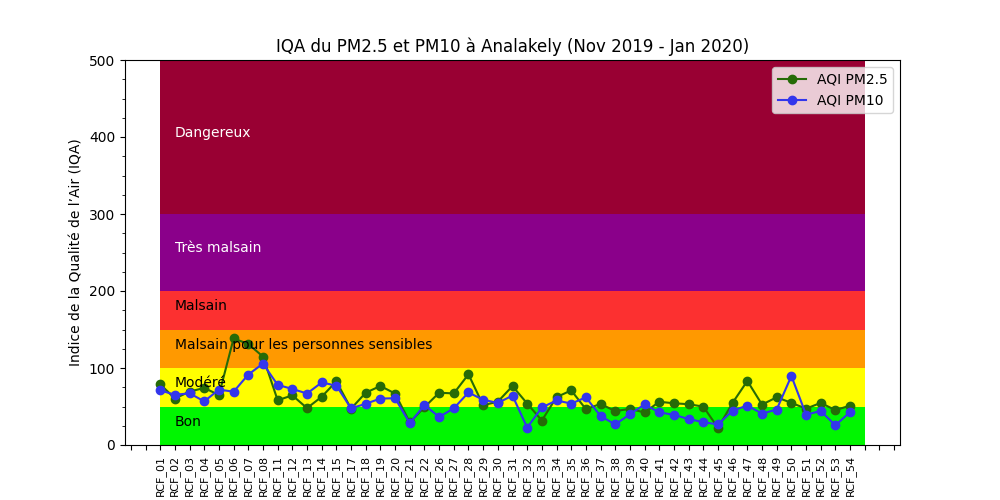 IQA du PM2.5 et PM10 à Analakely (Nov 2019 - Jan 2020)
AQI PM2.5
AQI PM10
Indice de la Qualité de l’Air (IQA)
500
400
300
200
100
0
Dangereux
Très malsain
Malsain
Malsain pour les personnes sensibles
Modéré
Bon
RCF_01
RCF_02
RCF_03
RCF_04
RCF_05
RCF_06
RCF_07
RCF_08
RCF_11
RCF_12
RCF_13
RCF_14
RCF_15
RCF_17
RCF_18
RCF_19
RCF_20
RCF_21
RCF_22
RCF_26
RCF_27
RCF_28
RCF_29
RCF_30
RCF_31
RCF_32
RCF_33
RCF_34
RCF_35
RCF_36
RCF_37
RCF_38
RCF_39
RCF_40
RCF_41
RCF_42
RCF_43
RCF_44
RCF_45
RCF_46
RCF_47
RCF_48
RCF_49
RCF_50
RCF_51
RCF_52
RCF_53
RCF_54